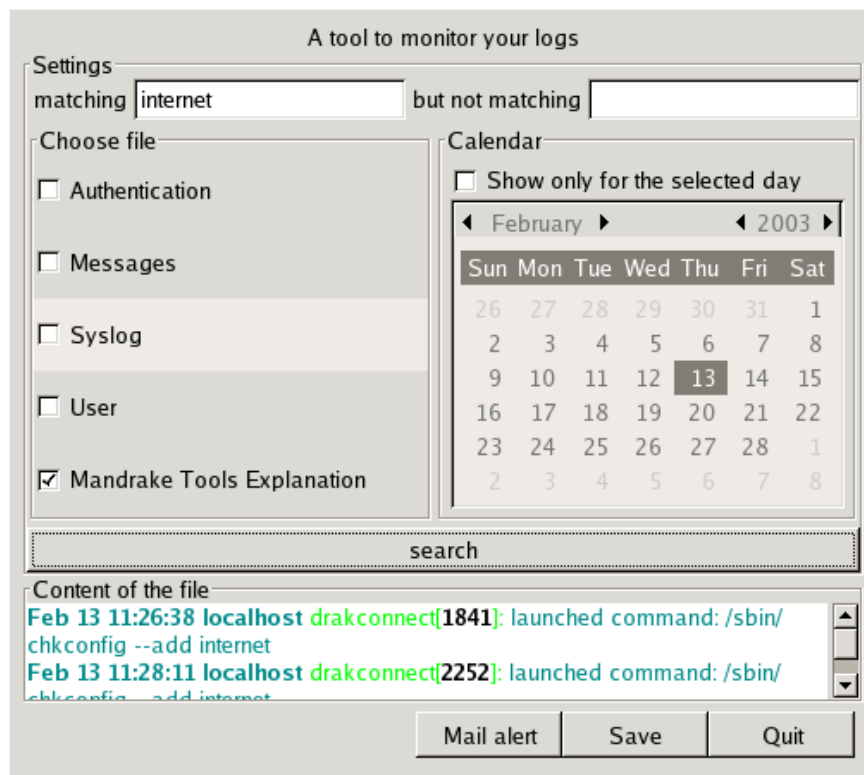 A tool to monitor your logs
Settings
matching internet but not matching
Choose file
Authentication
Messages
Syslog
User
Mandrake Tools Explanation
Calendar
Show only for the selected day
February 2003
Sun Mon Tue Wed Thu Fri Sat
26 27 28 29 30 31 1
2 3 4 5 6 7 8
9 10 11 12 13 14 15
16 17 18 19 20 21 22
23 24 25 26 27 28 1
2 3 4 5 6 7 8
search
Content of the file
Feb 13 11:26:38 localhost drakconnect[1841]: launched command: /sbin/
chkconfig --add internet
Feb 13 11:28:11 localhost drakconnect[2252]: launched command: /sbin/
chkconfig --add internet
Mail alert Save Quit